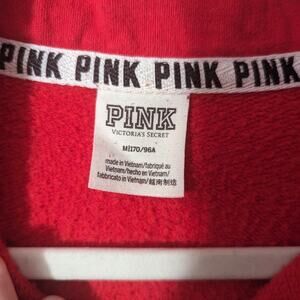 PINK PINK PINK PINK
PINK
VICTORIA'S SECRET
M/170/96A
made in Vietnam/fabriqué au
Vietnam/hecho en Vietnam/
fabricado in Vietnam/越南制造